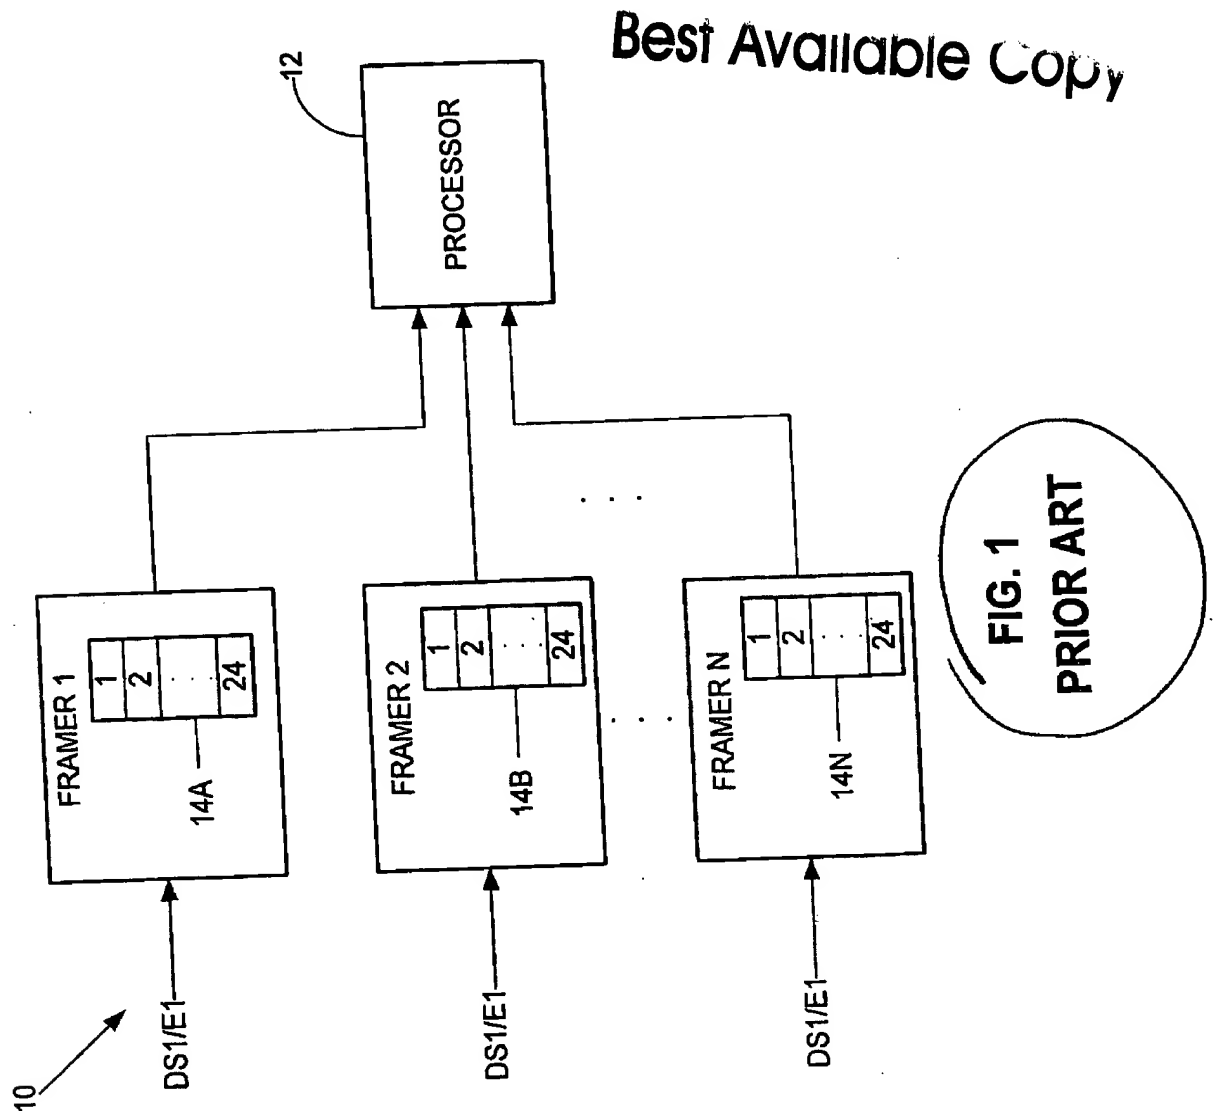 Best Available Copy
10
DS1/E1
FRAMER 1
1
2
. . .
24
14A
DS1/E1
FRAMER 2
1
2
. . .
24
14B
. . .
DS1/E1
FRAMER N
1
2
. . .
24
14N
. . .
PROCESSOR
12
FIG. 1
PRIOR ART